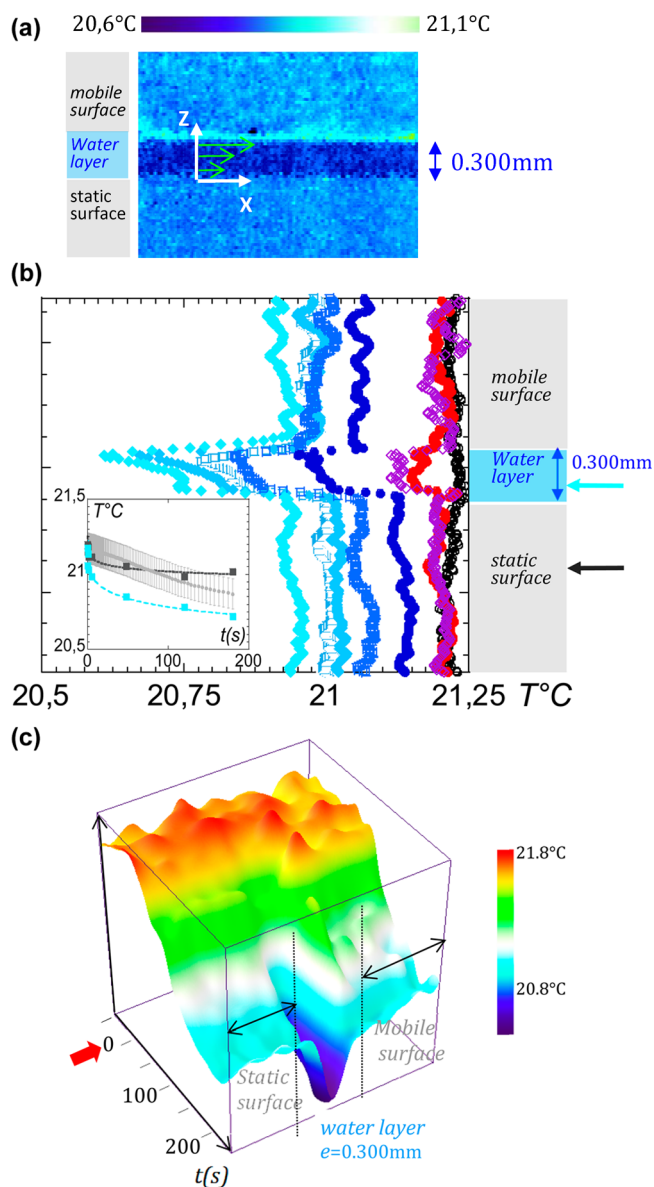 (a)
20,6°C
21,1°C
mobile
surface
Water
layer
static
surface
Z
X
0.300mm
(b)
mobile
surface
Water
layer
0.300mm
static
surface
T°C
21,5
21
20,5
0
100
200
t(s)
20,5
20,75
21
21,25
T°C
(c)
21.8°C
20.8°C
0
100
200
t(s)
Static
surface
Mobile
surface
water layer
e=0.300mm